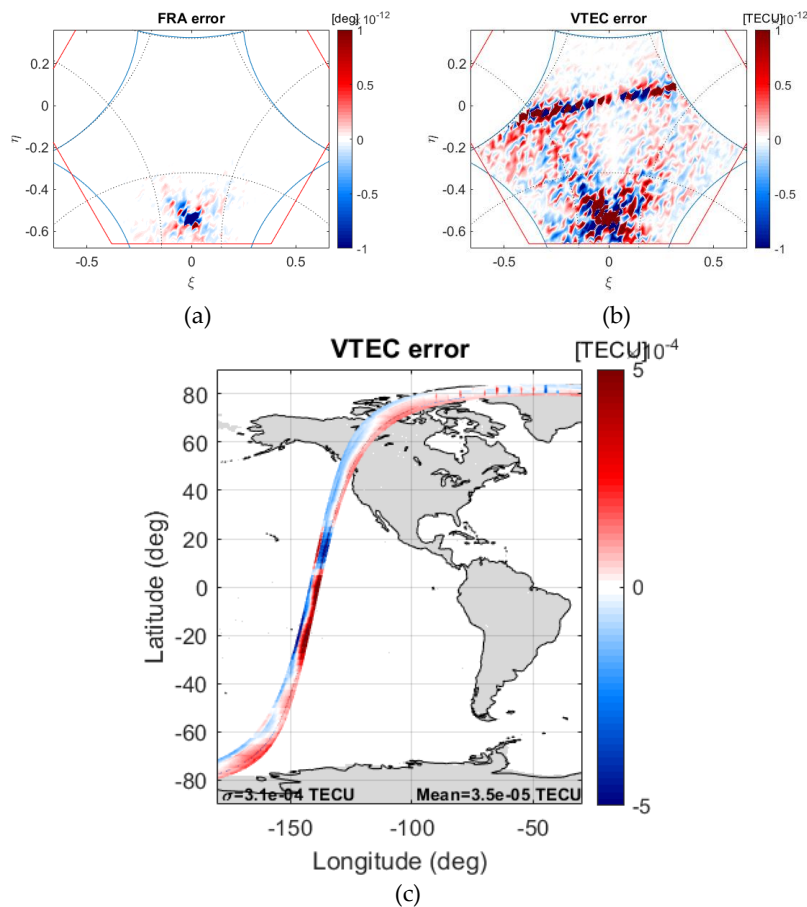 FRA error
[deg] ×10^-12
0.2
0
-0.2
-0.4
-0.6
η
-0.5
0
0.5
ξ
1
0.5
0
-0.5
-1
(a)
VTEC error
[TECU] ×10^-12
0.2
0
-0.2
-0.4
-0.6
η
-0.5
0
0.5
ξ
1
0.5
0
-0.5
-1
(b)
VTEC error
[TECU] ×10^-4
80
60
40
20
0
-20
-40
-60
-80
Latitude (deg)
σ=3.1e-04 TECU
Mean=3.5e-05 TECU
-150
-100
-50
Longitude (deg)
5
0
-5
(c)